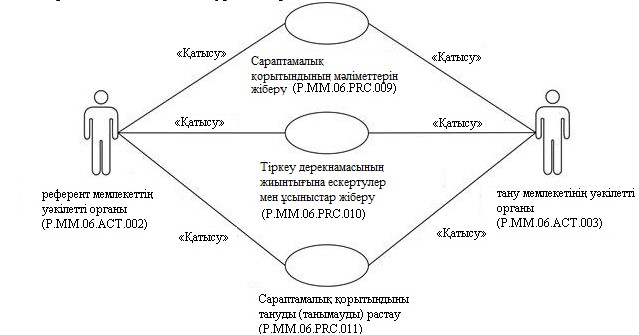 «Қатысу»
«Қатысу»
Сараптамалық
қорытындының мәліметтерін
жіберу (P.MM.06.PRC.009)
«Қатысу»
«Қатысу»
Тіркеу дерекнамасының
жиынтығына ескертулер
мен ұсыныстар жіберу
(P.MM.06.PRC.010)
референт мемлекеттің
уәкілетті органы
(P.MM.06.ACT.002)
тану мемлекетінің уәкілетті
органы
(P.MM.06.ACT.003)
«Қатысу»
«Қатысу»
Сараптамалық қорытындыны
тануды (танымауды) растау
(P.MM.06.PRC.011)